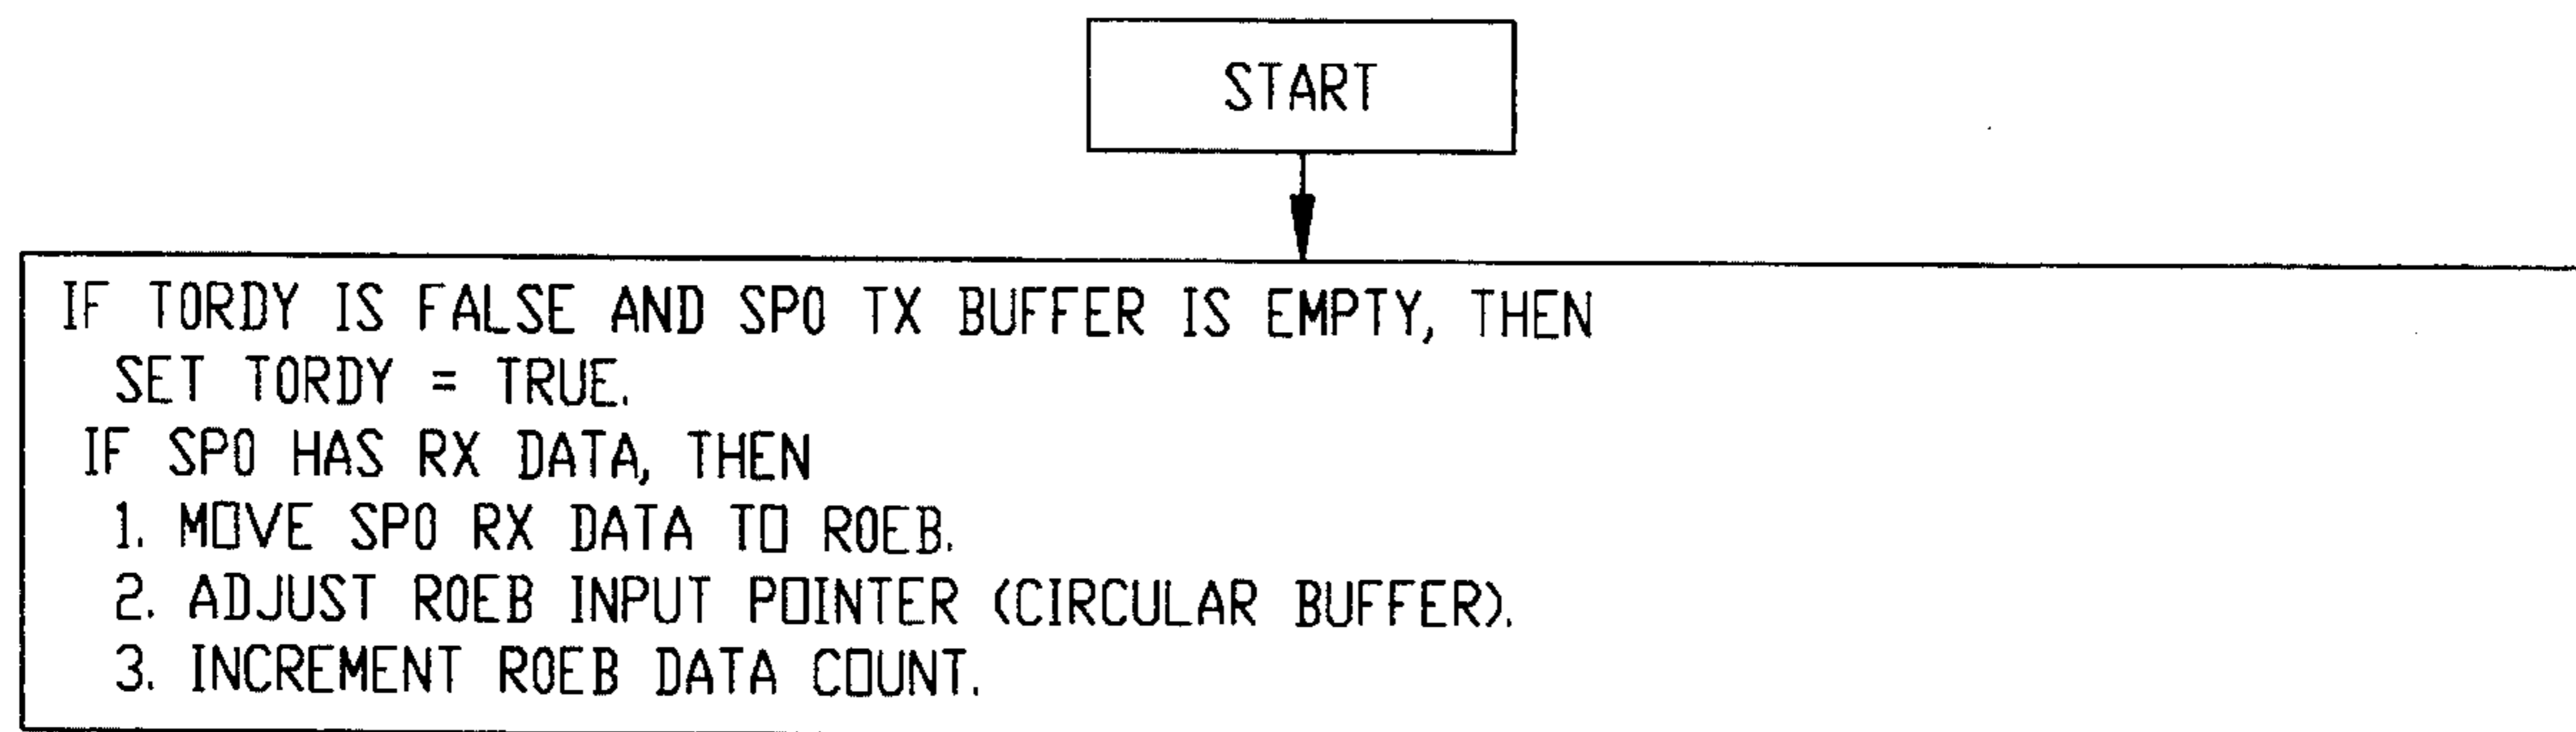 START
IF T0RDY IS FALSE AND SP0 TX BUFFER IS EMPTY, THEN
SET T0RDY = TRUE.
IF SP0 HAS RX DATA, THEN
1. MOVE SP0 RX DATA TO R0EB.
2. ADJUST R0EB INPUT POINTER (CIRCULAR BUFFER).
3. INCREMENT R0EB DATA COUNT.